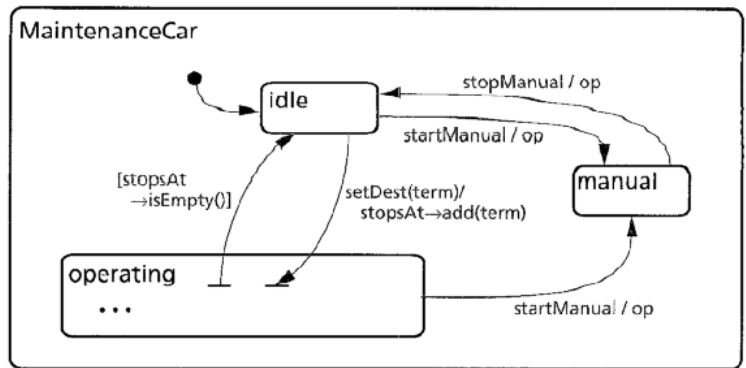 MaintenanceCar
stopManual / op
idle
startManual / op
[stopsAt
→isEmpty()]
setDest(term)/
stopsAt→add(term)
manual
operating
...
startManual / op